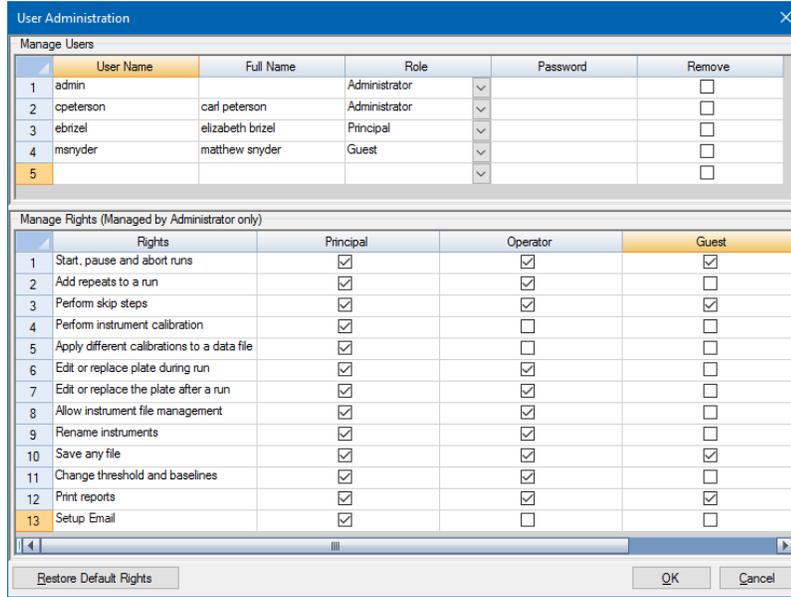 User Administration
Manage Users
User Name Full Name Role Password Remove
1 admin Administrator
2 cpeterson carl peterson Administrator
3 ebrizel elizabeth brizel Principal
4 msnyder matthew snyder Guest
5
Manage Rights (Managed by Administrator only)
Rights Principal Operator Guest
1 Start, pause and abort runs
2 Add repeats to a run
3 Perform skip steps
4 Perform instrument calibration
5 Apply different calibrations to a data file
6 Edit or replace plate during run
7 Edit or replace the plate after a run
8 Allow instrument file management
9 Rename instruments
10 Save any file
11 Change threshold and baselines
12 Print reports
13 Setup Email
Restore Default Rights OK Cancel